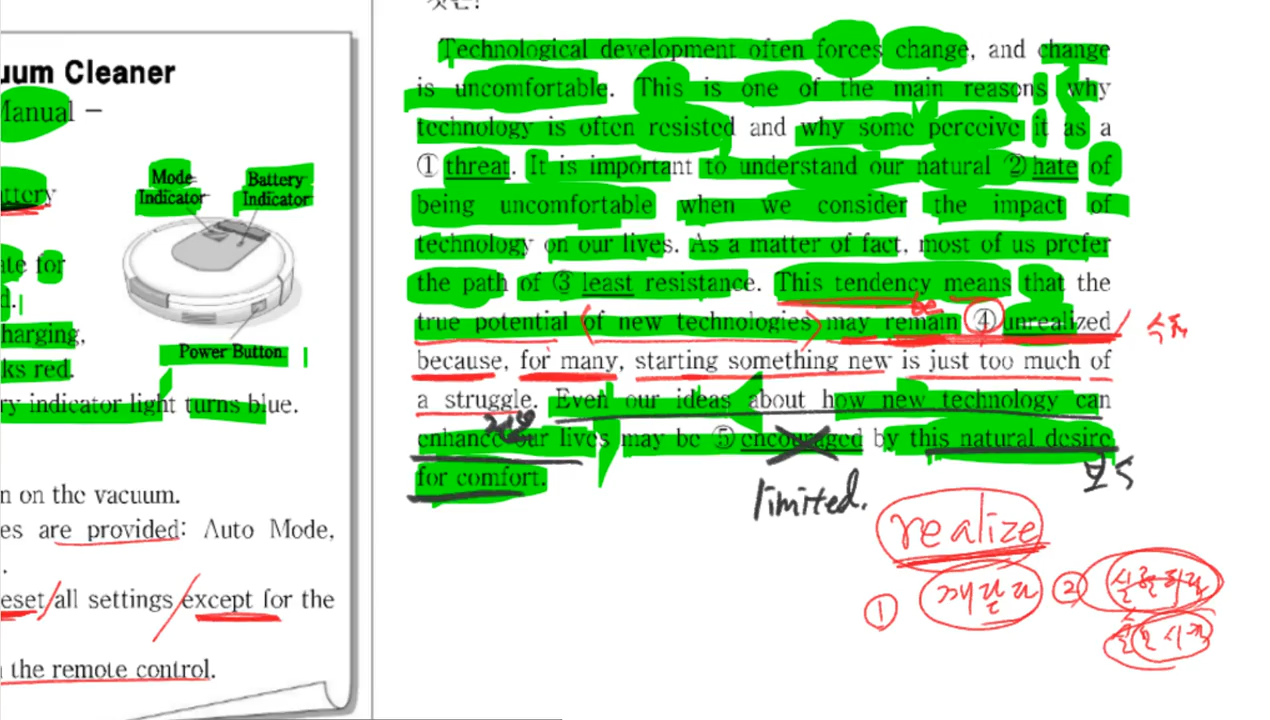 것은?
uum Cleaner
Manual -
Mode
Indicator
Battery
Indicator
ttery
ate for
d.
harging,
Power Button
ks red.
ry indicator light turns blue.
n on the vacuum.
es are provided: Auto Mode,
.
eset all settings except for the
the remote control.
Technological development often forces change, and change
is uncomfortable. This is one of the main reasons why
technology is often resisted and why some perceive it as a
① threat. It is important to understand our natural ② hate of
being uncomfortable when we consider the impact of
technology on our lives. As a matter of fact, most of us prefer
the path of ③ least resistance. This tendency means that the
be
true potential of new technologies may remain ④ unrealized
because, for many, starting something new is just too much of
a struggle. Even our ideas about how new technology can
enhance our lives may be ⑤ encouraged by this natural desire
for comfort.
limited.
realize
① 깨닫다 ②